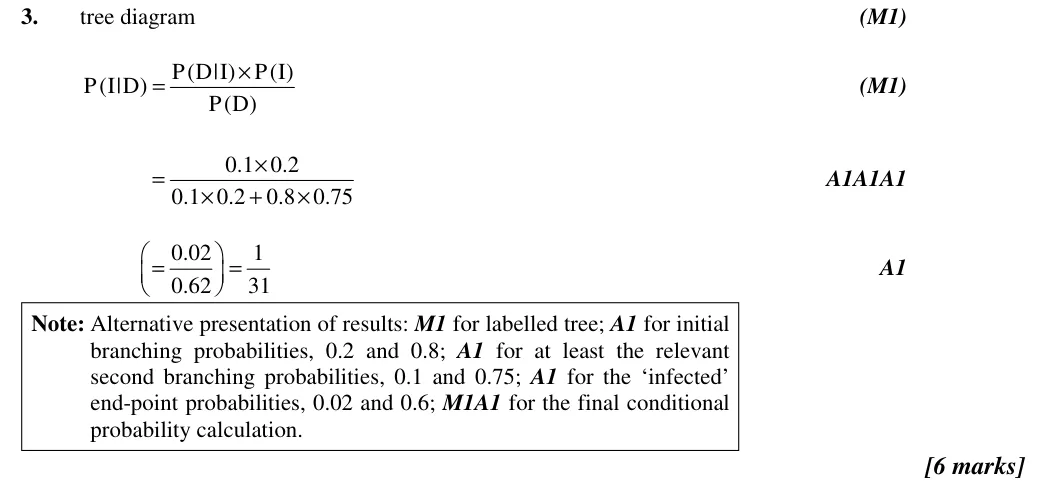 3. tree diagram (M1)
P(I|D) = P(D|I)×P(I) / P(D) (M1)
= 0.1×0.2 / 0.1×0.2+0.8×0.75 A1A1A1
(= 0.02 / 0.62) = 1 / 31 A1
Note: Alternative presentation of results: M1 for labelled tree; A1 for initial
branching probabilities, 0.2 and 0.8; A1 for at least the relevant
second branching probabilities, 0.1 and 0.75; A1 for the ‘infected’
end-point probabilities, 0.02 and 0.6; M1A1 for the final conditional
probability calculation.
[6 marks]